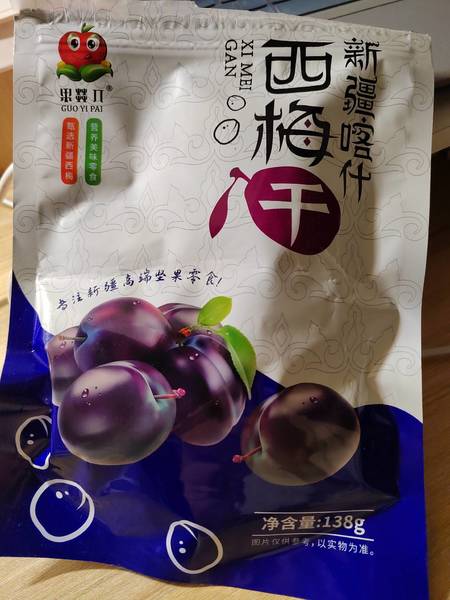 果艺π®
GUO YI PAI
甄选新疆西梅
营养美味零食
XI MEI
GAN
西梅干
新疆喀什
专注新疆高端坚果零食!
净含量:138g
图片仅供参考,以实物为准。